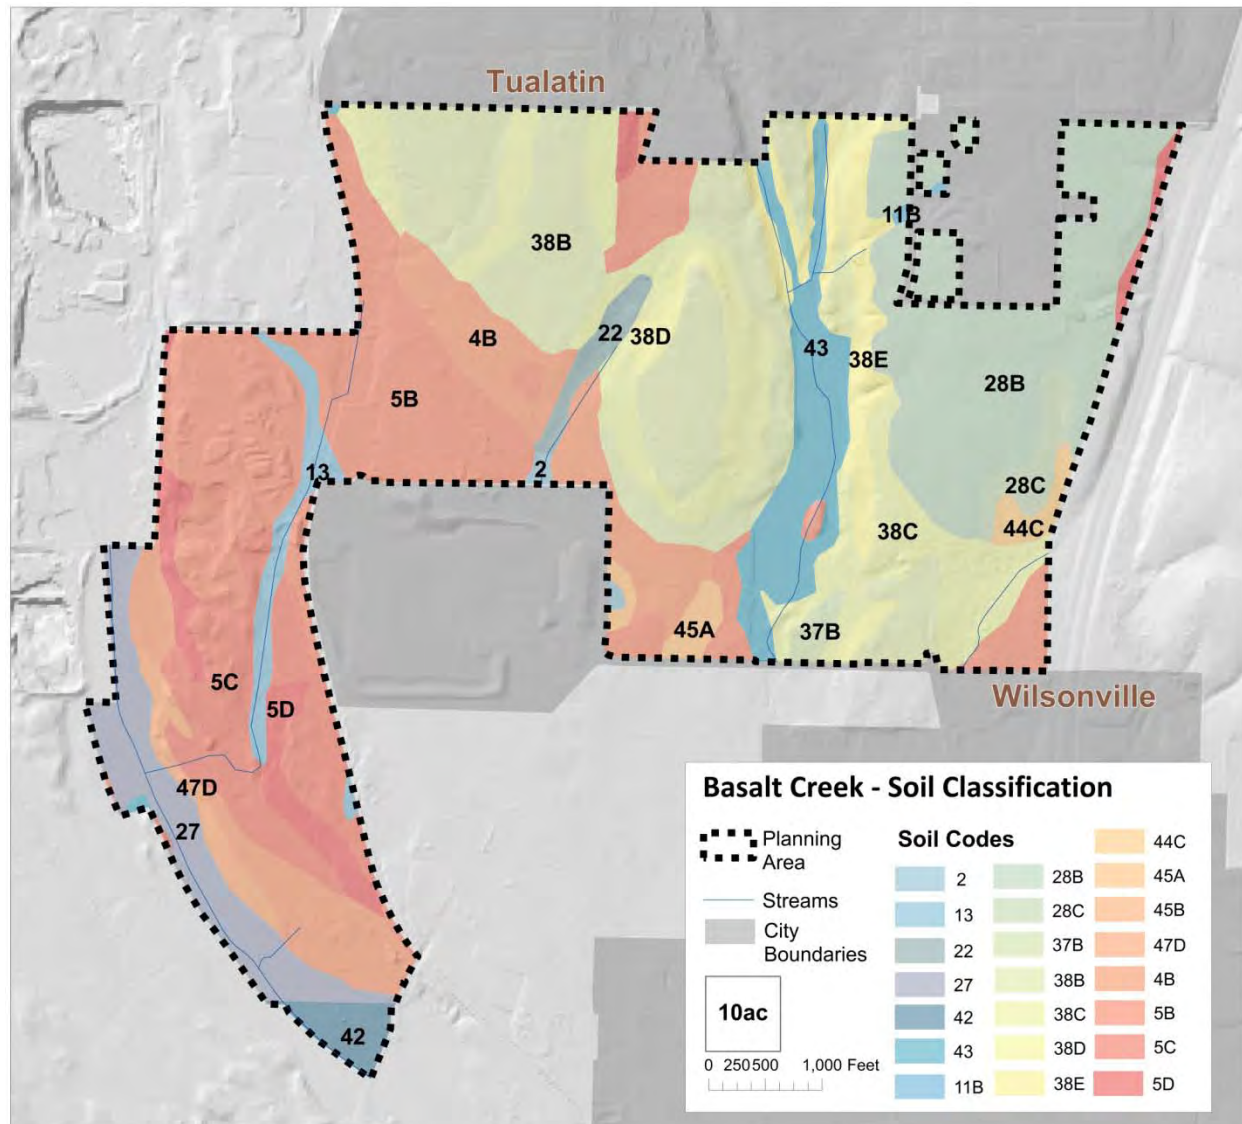 Tualatin
11B
38B
22
38D
43
38E
4B
28B
5B
13
2
28C
44C
38C
45A
37B
5C
5D
Wilsonville
47D
27
42
Basalt Creek - Soil Classification
Planning
Area
Streams
City
Boundaries
10ac
0 250 500 1,000 Feet
Soil Codes
2
13
22
27
42
43
11B
28B
28C
37B
38B
38C
38D
38E
44C
45A
45B
47D
4B
5B
5C
5D